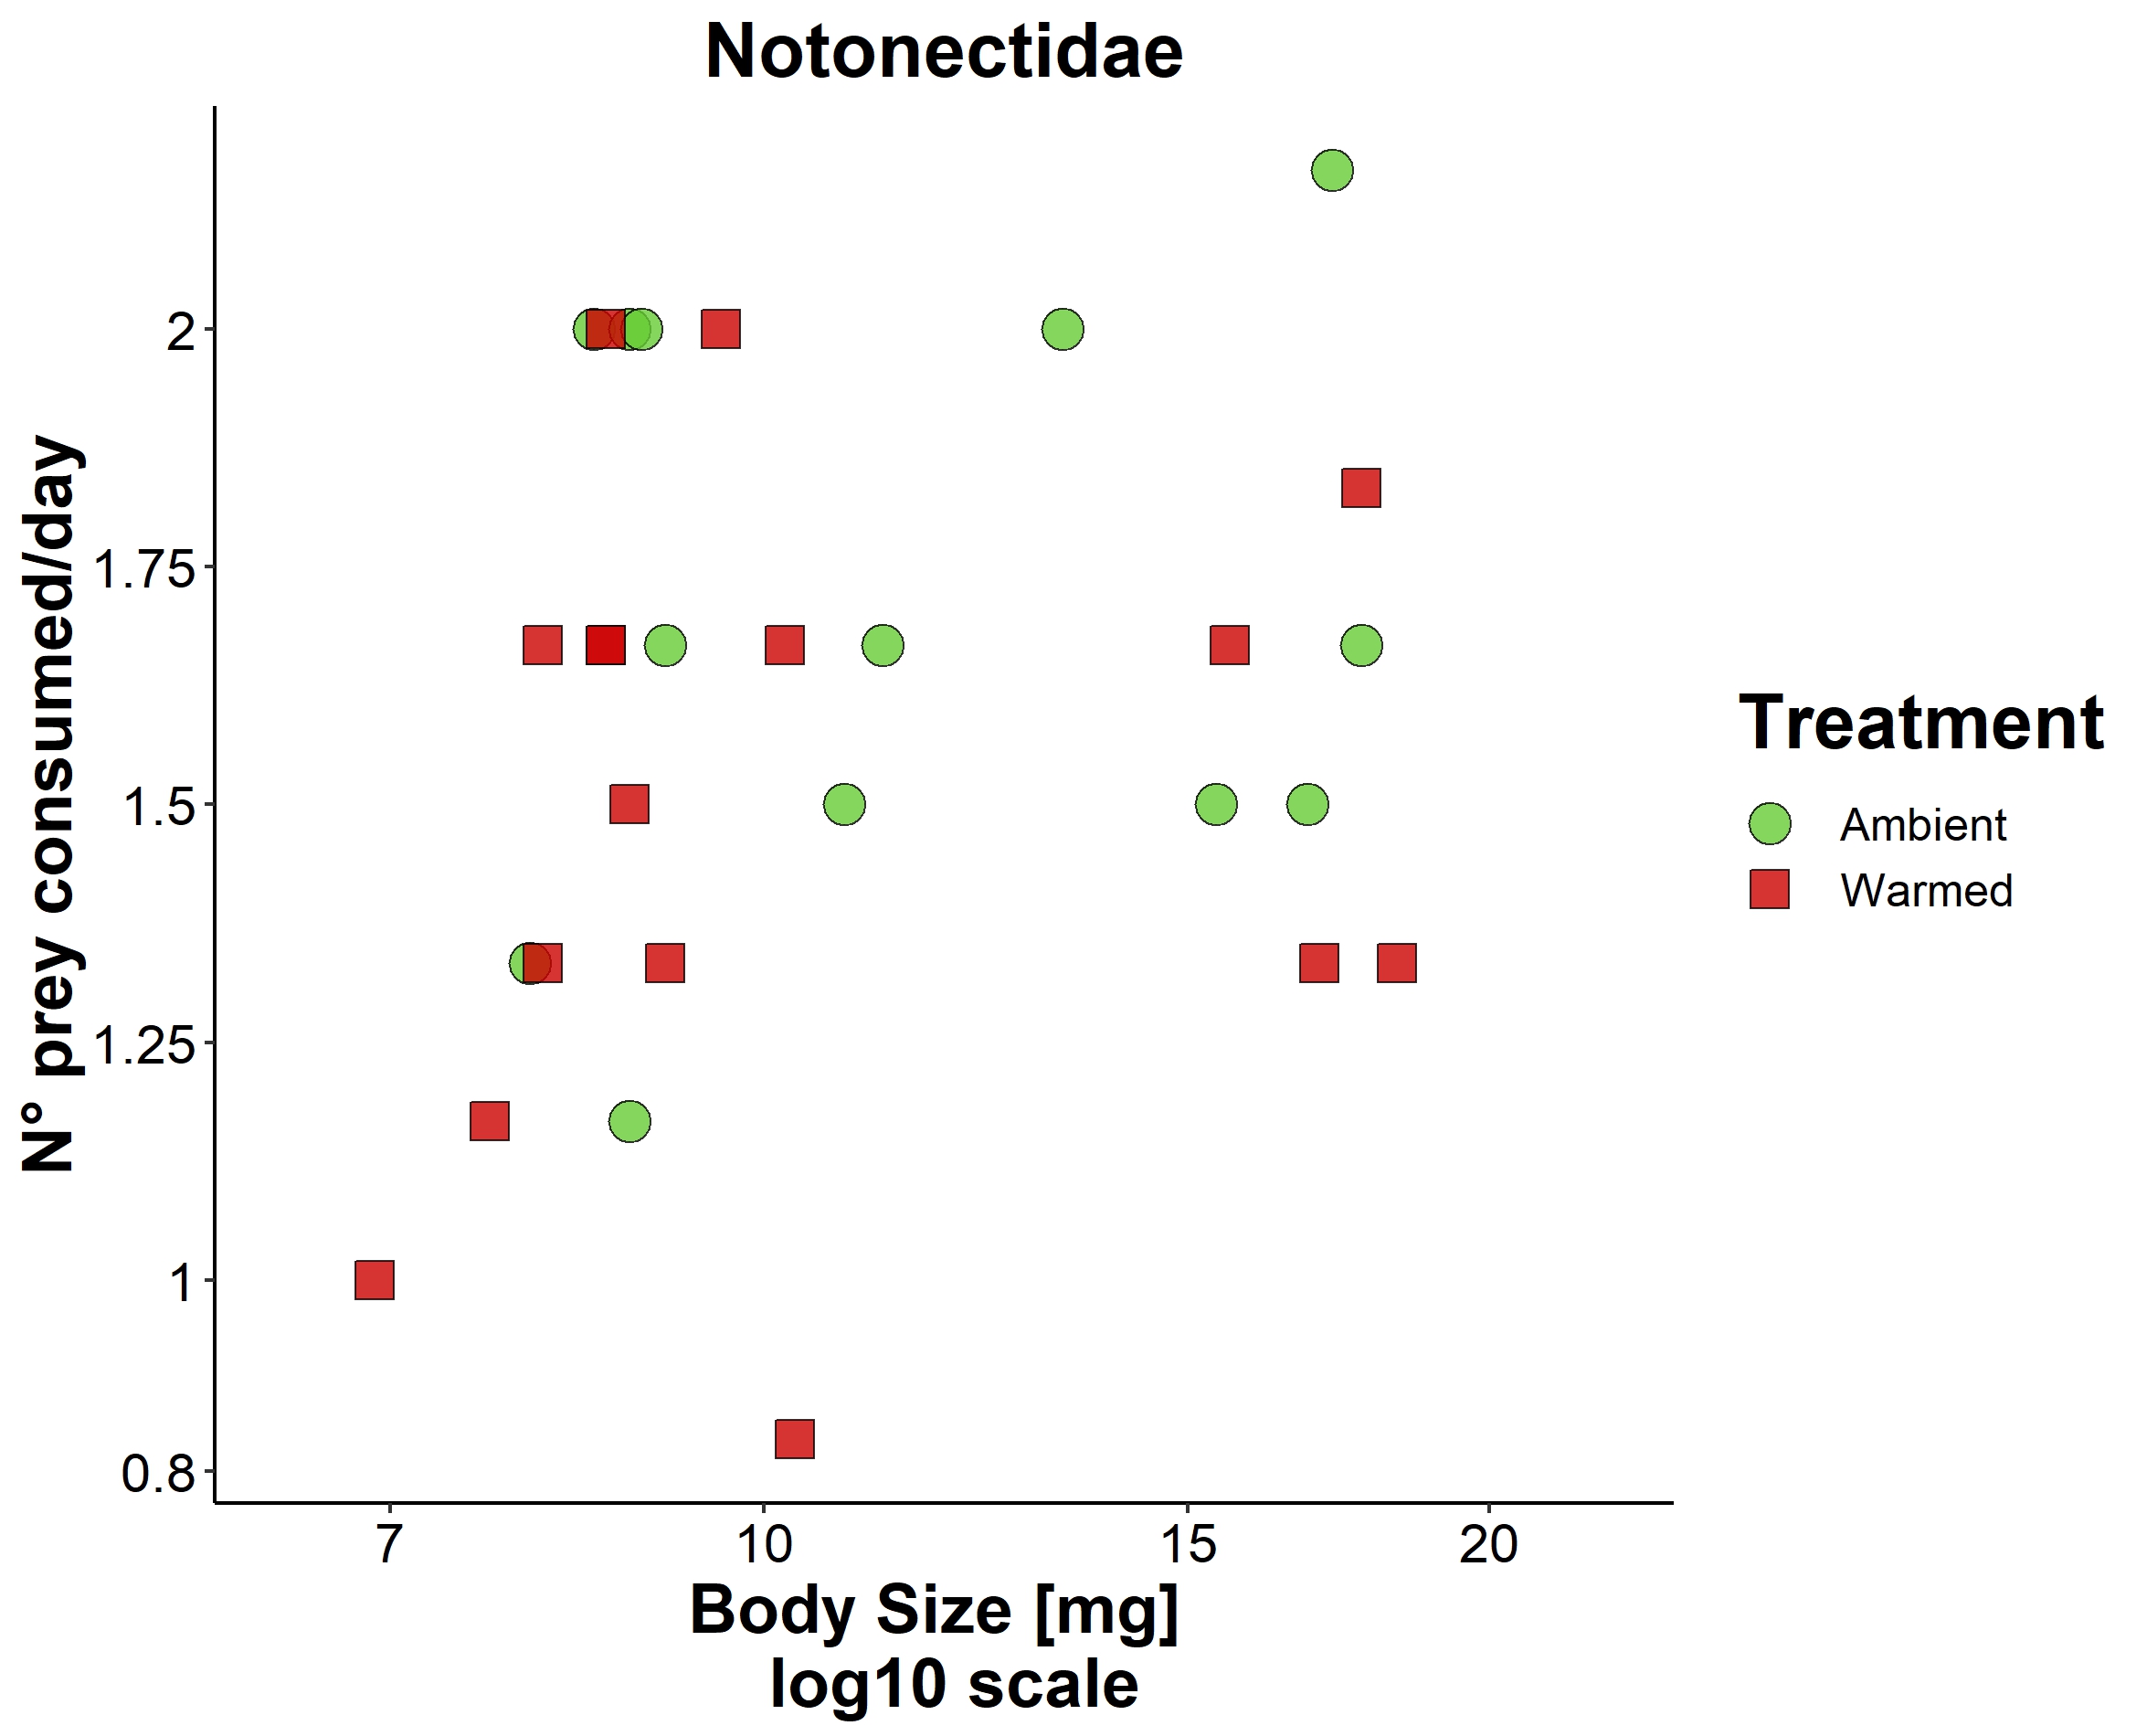 Notonectidae
N° prey consumed/day
2
1.75
1.5
1.25
1
0.8
7
10
15
20
Body Size [mg]
log10 scale
Treatment
Ambient
Warmed